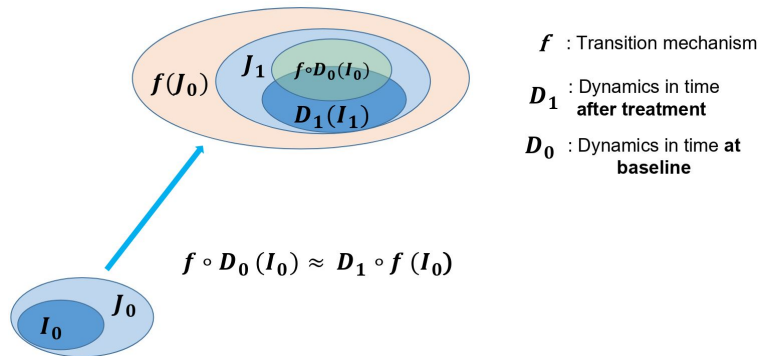 f(J₀)
J₁
f∘D₀(I₀)
D₁(I₁)
f : Transition mechanism
D₁ : Dynamics in time
after treatment
D₀ : Dynamics in time at
baseline
f ∘ D₀ (I₀) ≈ D₁ ∘ f (I₀)
J₀
I₀